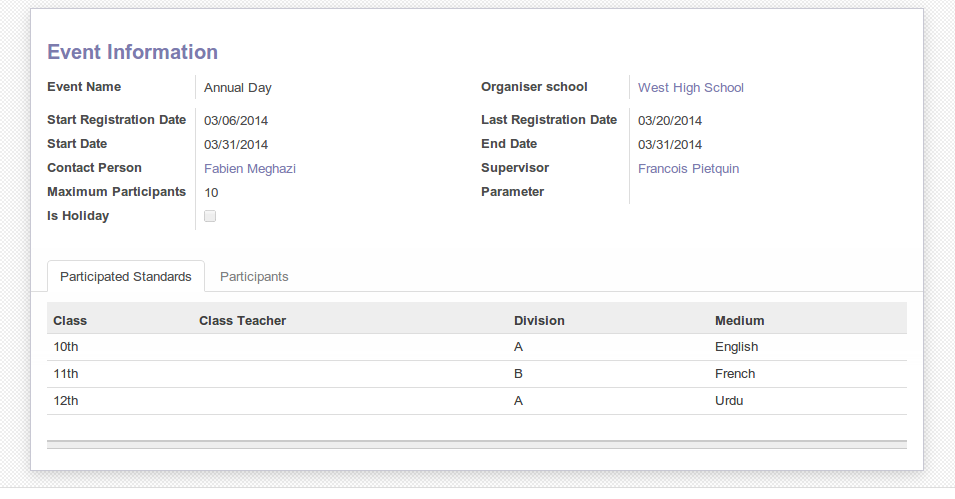 Event Information
Event Name Annual Day Organiser school West High School
Start Registration Date 03/06/2014 Last Registration Date 03/20/2014
Start Date 03/31/2014 End Date 03/31/2014
Contact Person Fabien Meghazi Supervisor Francois Pietquin
Maximum Participants 10 Parameter
Is Holiday
Participated Standards Participants
Class Class Teacher Division Medium
10th A English
11th B French
12th A Urdu